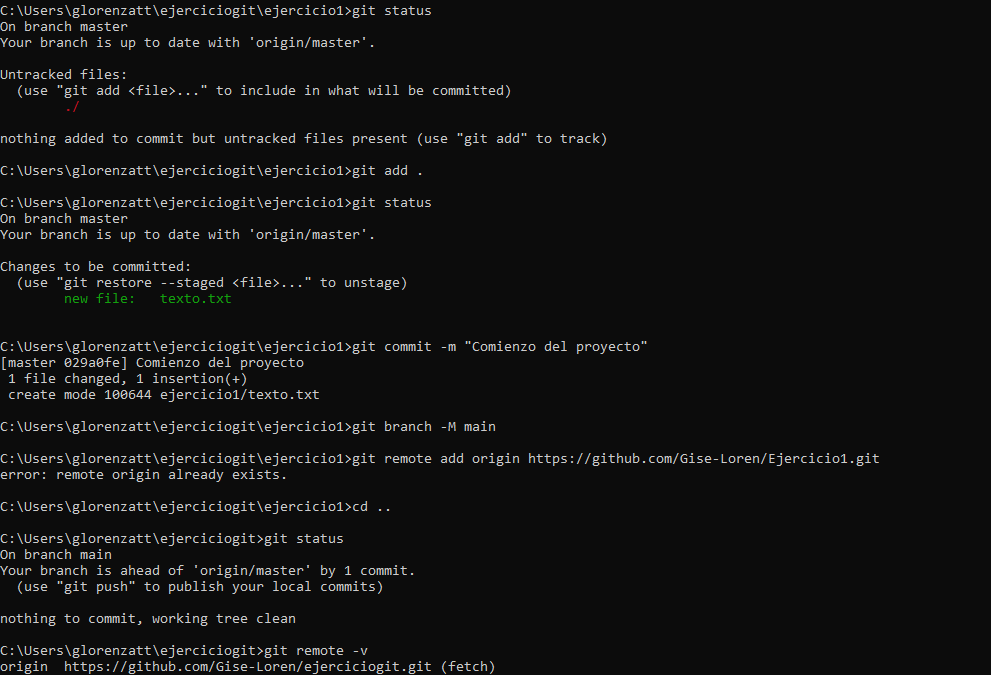 C:\Users\glorenzatt\ejerciciogit\ejercicio1>git status
On branch master
Your branch is up to date with 'origin/master'.
Untracked files:
  (use "git add <file>..." to include in what will be committed)
        ./
nothing added to commit but untracked files present (use "git add" to track)
C:\Users\glorenzatt\ejerciciogit\ejercicio1>git add .
C:\Users\glorenzatt\ejerciciogit\ejercicio1>git status
On branch master
Your branch is up to date with 'origin/master'.
Changes to be committed:
  (use "git restore --staged <file>..." to unstage)
        new file:   texto.txt
C:\Users\glorenzatt\ejerciciogit\ejercicio1>git commit -m "Comienzo del proyecto"
[master 029a0fe] Comienzo del proyecto
 1 file changed, 1 insertion(+)
 create mode 100644 ejercicio1/texto.txt
C:\Users\glorenzatt\ejerciciogit\ejercicio1>git branch -M main
C:\Users\glorenzatt\ejerciciogit\ejercicio1>git remote add origin https://github.com/Gise-Loren/Ejercicio1.git
error: remote origin already exists.
C:\Users\glorenzatt\ejerciciogit\ejercicio1>cd ..
C:\Users\glorenzatt\ejerciciogit>git status
On branch main
Your branch is ahead of 'origin/master' by 1 commit.
  (use "git push" to publish your local commits)
nothing to commit, working tree clean
C:\Users\glorenzatt\ejerciciogit>git remote -v
origin  https://github.com/Gise-Loren/ejerciciogit.git (fetch)